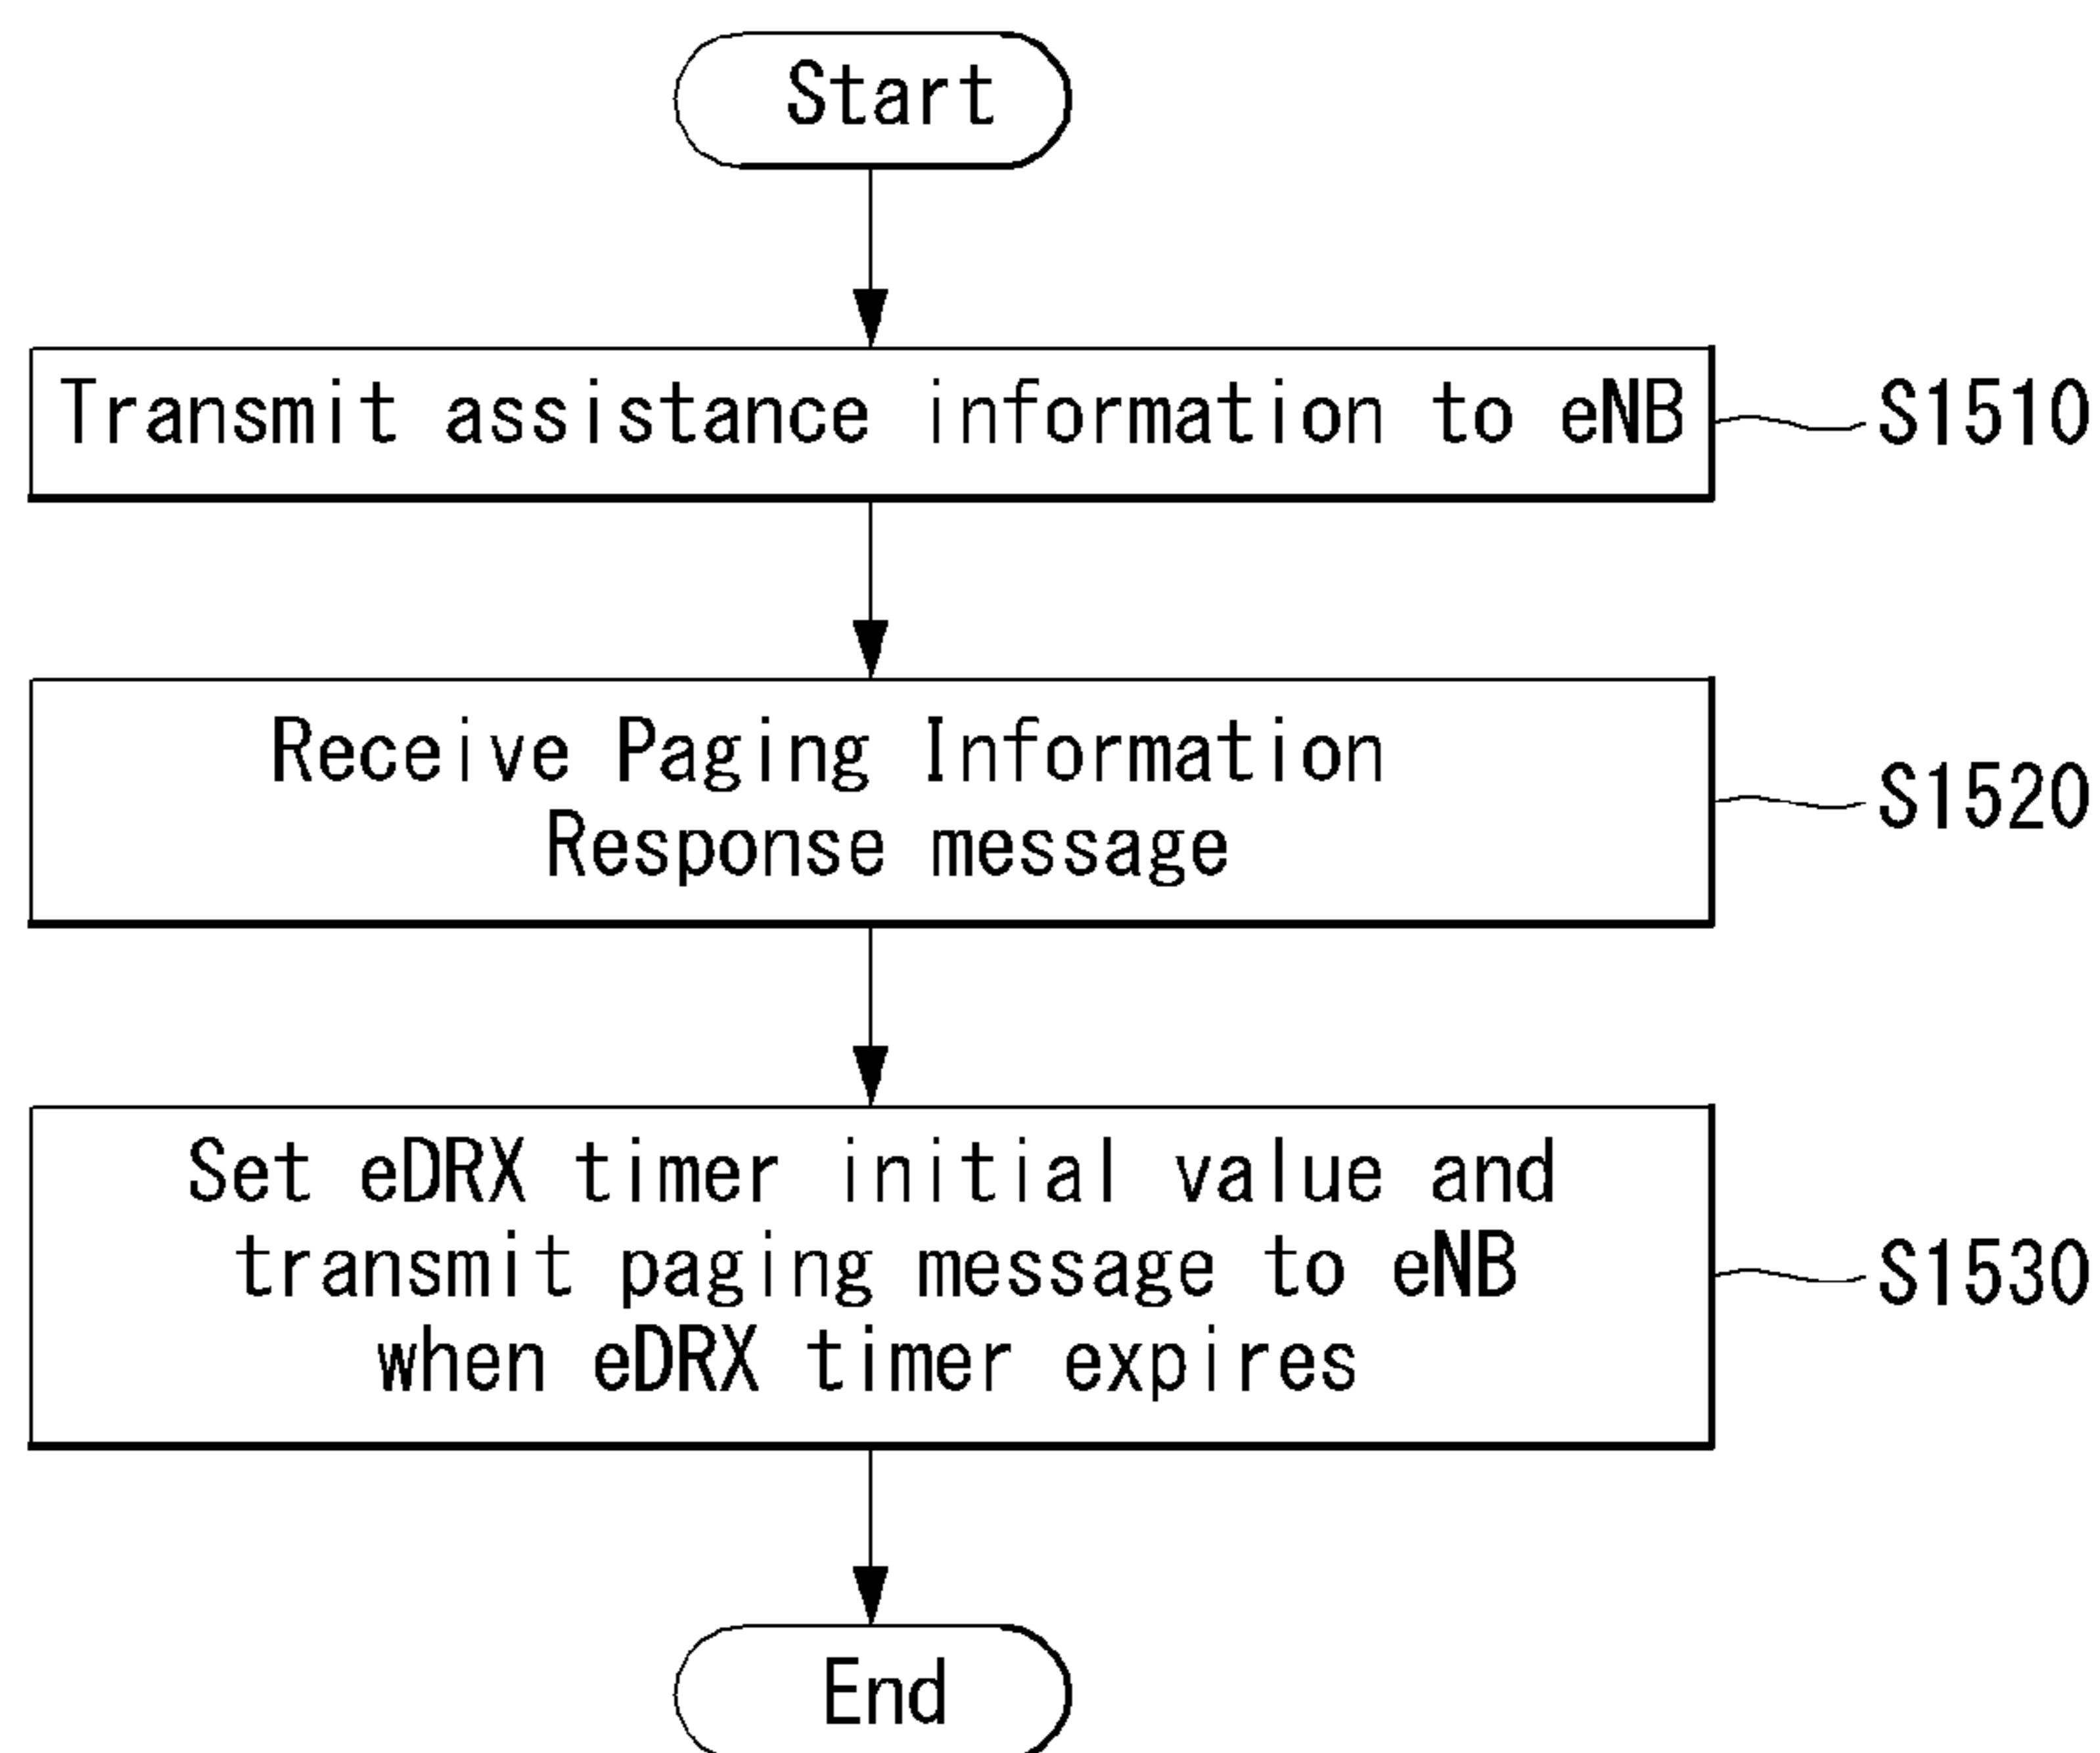 Start
Transmit assistance information to eNB
S1510
Receive Paging Information
Response message
S1520
Set eDRX timer initial value and
transmit paging message to eNB
when eDRX timer expires
S1530
End